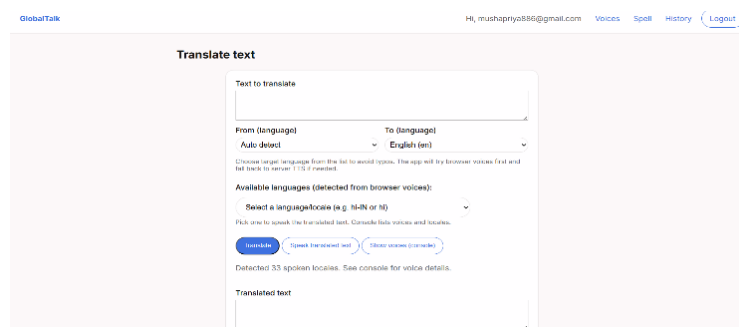 GlobalTalk
Hi, mushapriya886@gmail.com Voices Spell History Logout
Translate text
Text to translate
From (language) To (language)
Auto detect English (en)
Choose target language from the list to avoid typos. The app will try browser voices first and
fall back to server TTS if needed.
Available languages (detected from browser voices):
Select a language/locale (e.g. hi-IN or hi)
Pick one to speak the translated text. Console lists voices and locales.
Translate Speak translated text Show voices (console)
Detected 33 spoken locales. See console for voice details.
Translated text